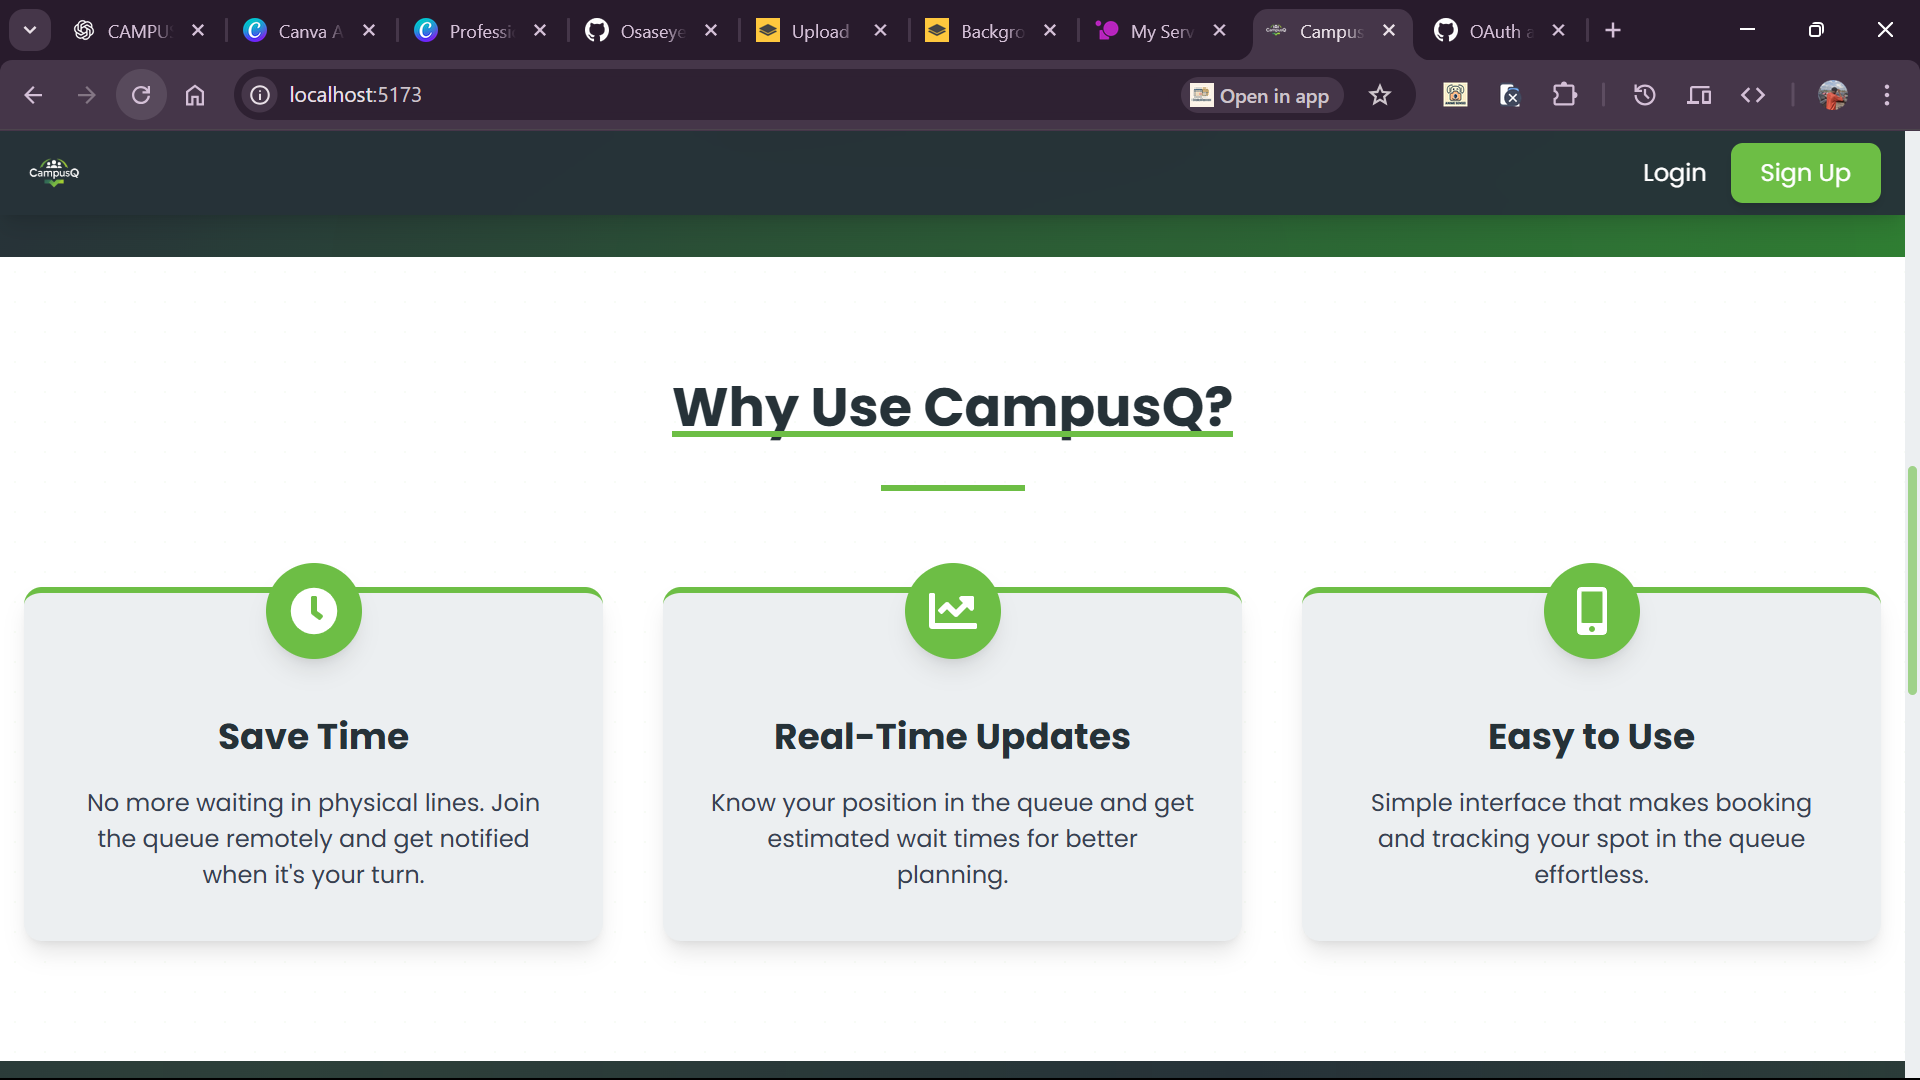 CAMPU
Canva A
Professi
Osaseye
Upload
Backgro
My Serv
Campus
OAuth a
localhost:5173
Open in app
CampusQ
Login
Sign Up
Why Use CampusQ?
Save Time
No more waiting in physical lines. Join
the queue remotely and get notified
when it's your turn.
Real-Time Updates
Know your position in the queue and get
estimated wait times for better
planning.
Easy to Use
Simple interface that makes booking
and tracking your spot in the queue
effortless.